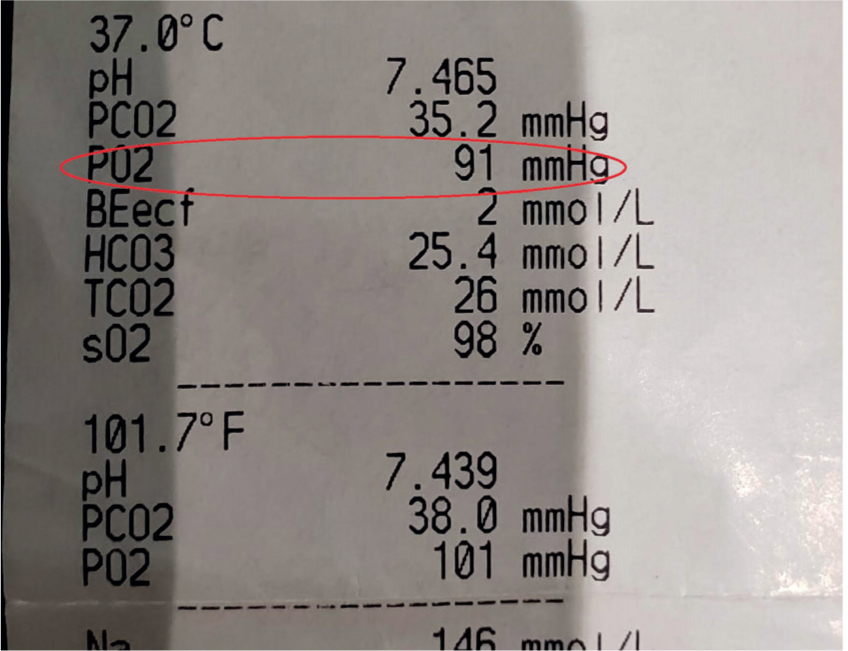 37.0°C
pH 7.465
PCO2 35.2 mmHg
PO2 91 mmHg
BEecf 2 mmol/L
HCO3 25.4 mmol/L
TCO2 26 mmol/L
sO2 98 %
-----------------
101.7°F
pH 7.439
PCO2 38.0 mmHg
PO2 101 mmHg
-----------------
Na 146 mmol/L